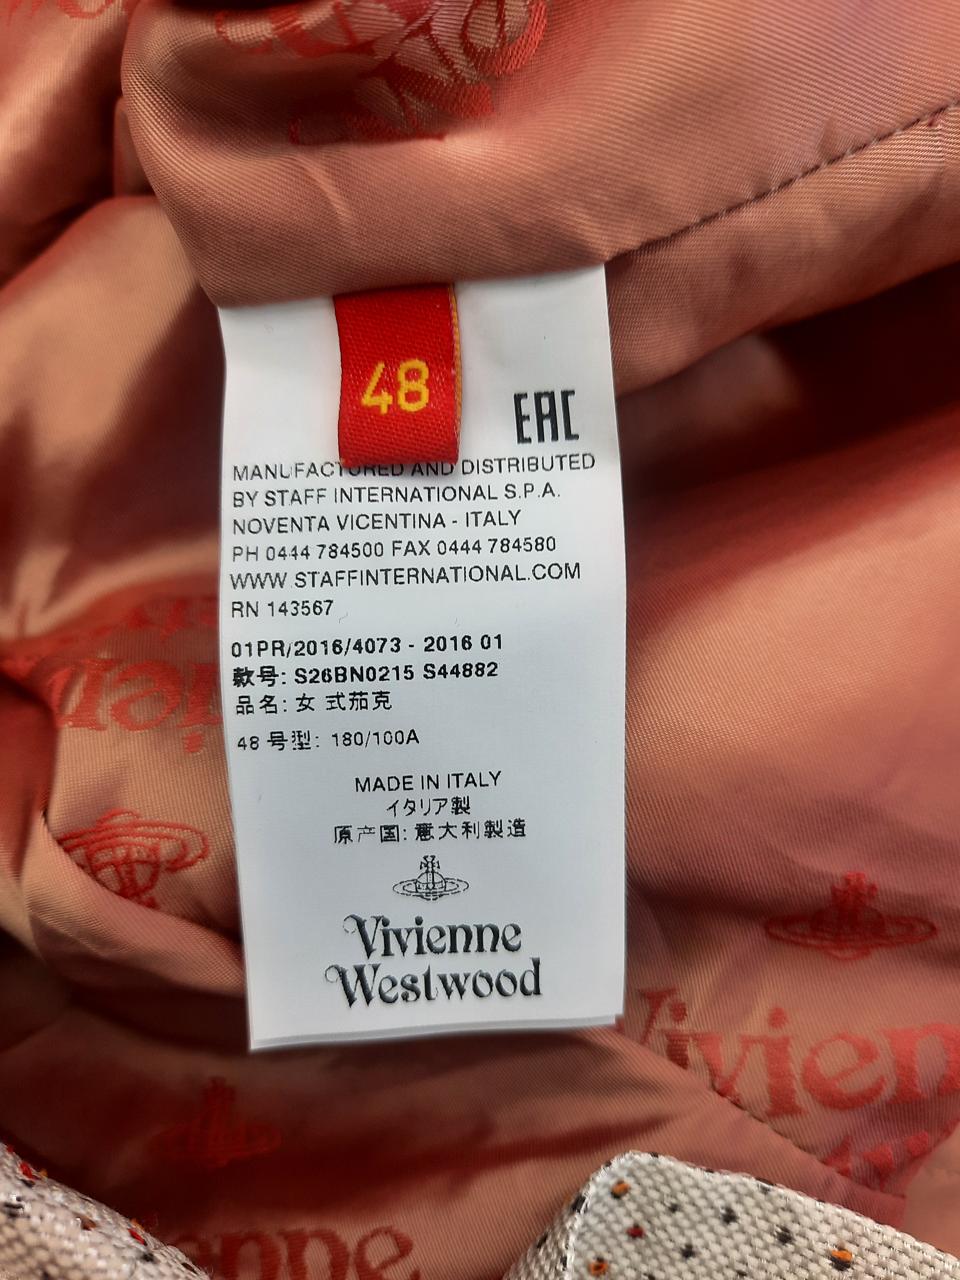 48
EAC
MANUFACTURED AND DISTRIBUTED
BY STAFF INTERNATIONAL S.P.A.
NOVENTA VICENTINA - ITALY
PH 0444 784500 FAX 0444 784580
WWW.STAFFINTERNATIONAL.COM
RN 143567
01PR/2016/4073 - 2016 01
款号: S26BN0215 S44882
品名: 女 式茄克
48 号型: 180/100A
MADE IN ITALY
イタリア製
原产国: 意大利製造
Vivienne
Westwood
Vivien
enne